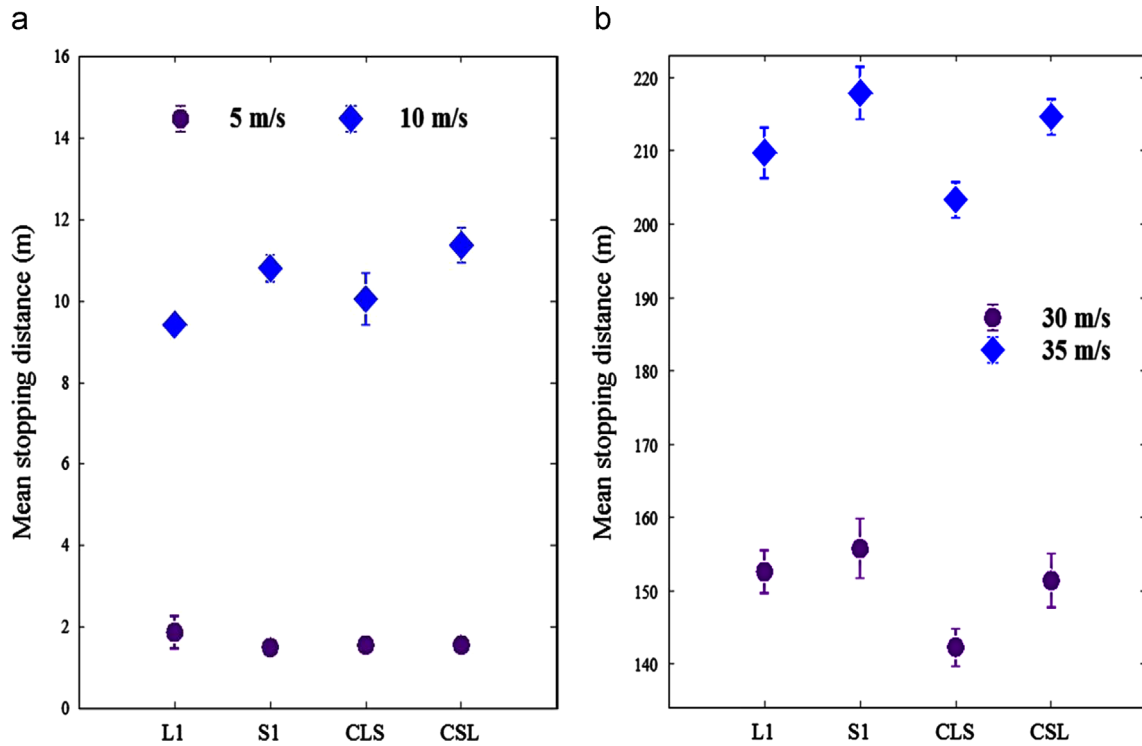 a
16
14
12
10
8
6
4
2
0
Mean stopping distance (m)
5 m/s
10 m/s
L1
S1
CLS
CSL
b
220
210
200
190
180
170
160
150
140
Mean stopping distance (m)
30 m/s
35 m/s
L1
S1
CLS
CSL